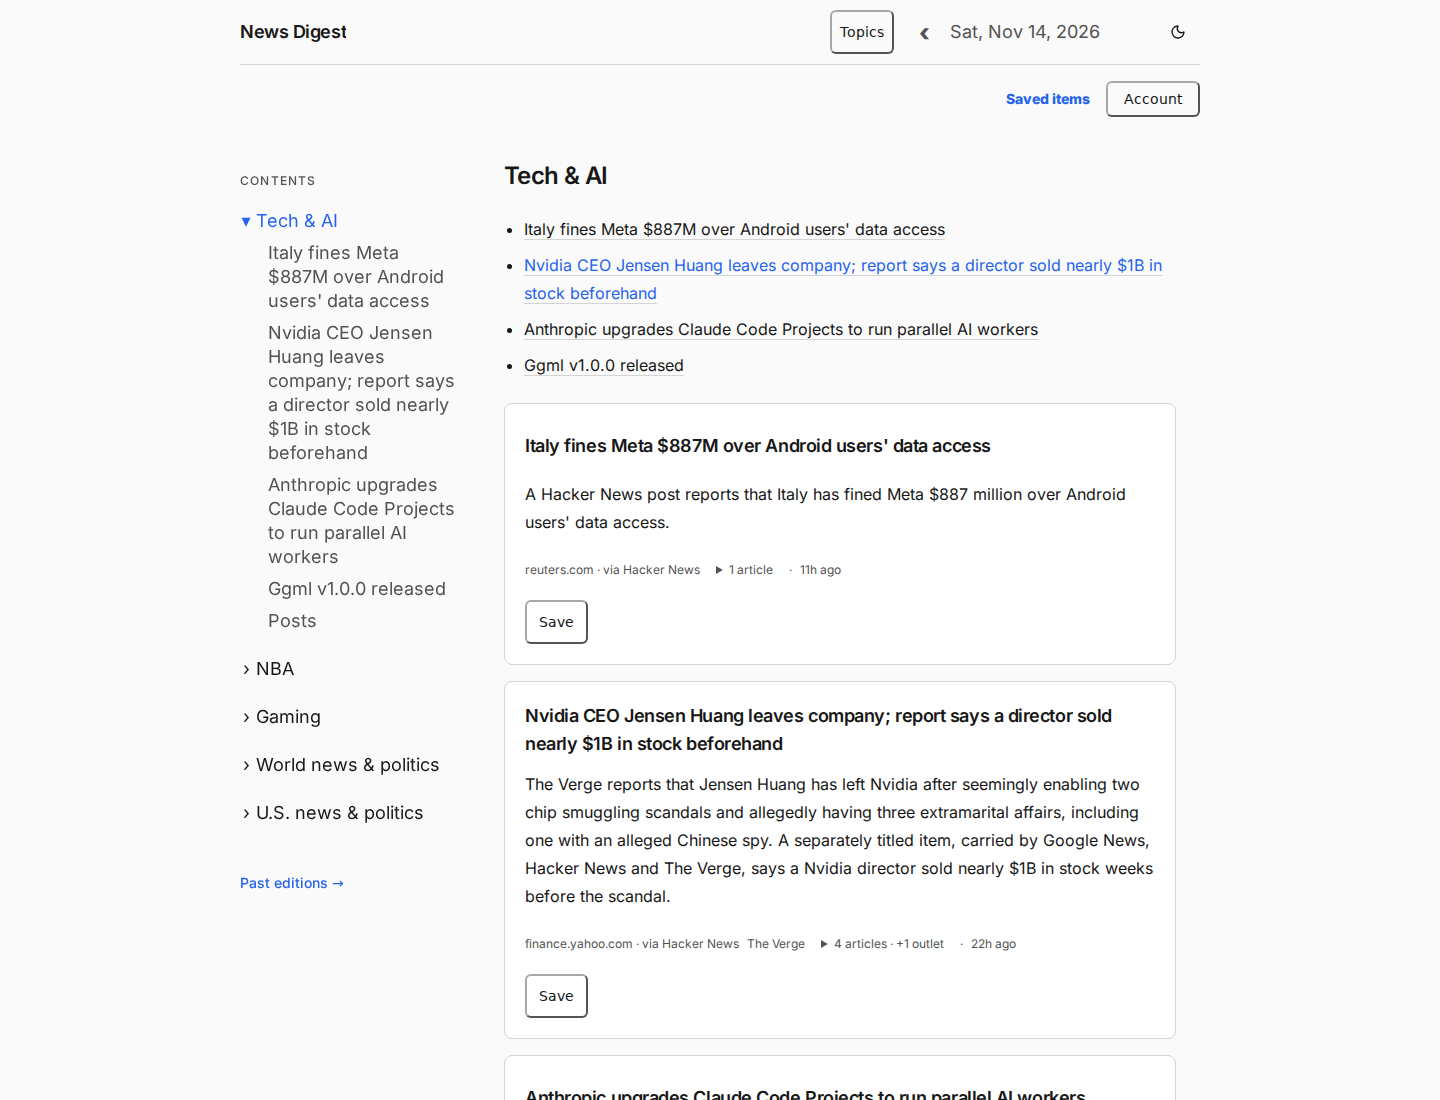 News Digest
Topics
‹
Sat, Nov 14, 2026
Saved items
Account
CONTENTS
▾ Tech & AI
Italy fines Meta
$887M over Android
users' data access
Nvidia CEO Jensen
Huang leaves
company; report says
a director sold nearly
$1B in stock
beforehand
Anthropic upgrades
Claude Code Projects
to run parallel AI
workers
Ggml v1.0.0 released
Posts
› NBA
› Gaming
› World news & politics
› U.S. news & politics
Past editions →
Tech & AI
• Italy fines Meta $887M over Android users' data access
• Nvidia CEO Jensen Huang leaves company; report says a director sold nearly $1B in
stock beforehand
• Anthropic upgrades Claude Code Projects to run parallel AI workers
• Ggml v1.0.0 released
Italy fines Meta $887M over Android users' data access
A Hacker News post reports that Italy has fined Meta $887 million over Android
users' data access.
reuters.com · via Hacker News ▶ 1 article · 11h ago
Save
Nvidia CEO Jensen Huang leaves company; report says a director sold
nearly $1B in stock beforehand
The Verge reports that Jensen Huang has left Nvidia after seemingly enabling two
chip smuggling scandals and allegedly having three extramarital affairs, including
one with an alleged Chinese spy. A separately titled item, carried by Google News,
Hacker News and The Verge, says a Nvidia director sold nearly $1B in stock weeks
before the scandal.
finance.yahoo.com · via Hacker News The Verge ▶ 4 articles · +1 outlet · 22h ago
Save
Anthropic upgrades Claude Code Projects to run parallel AI workers